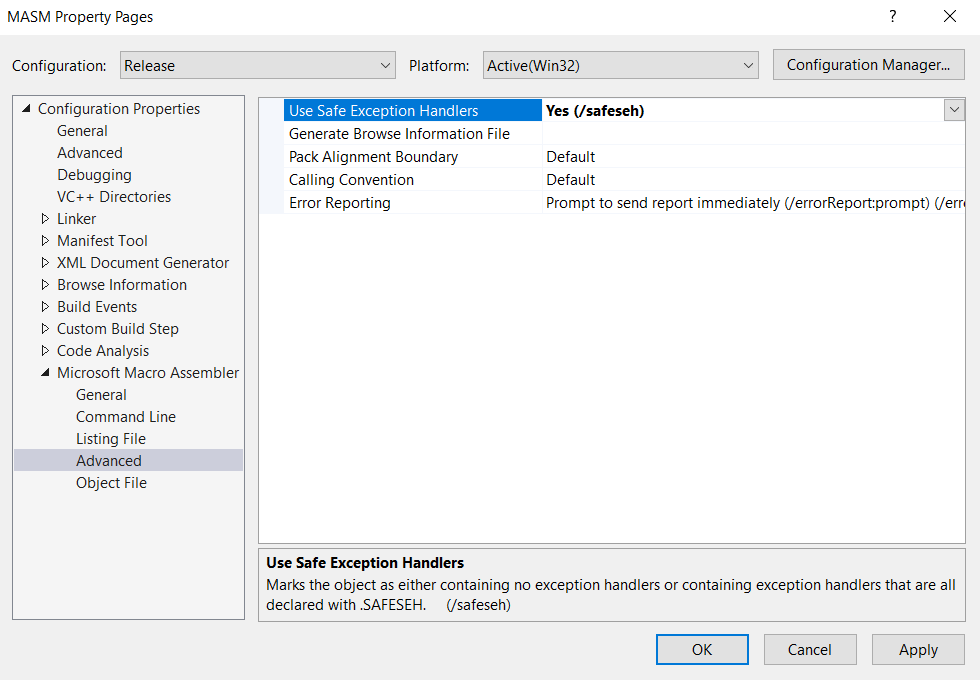 MASM Property Pages
?
Configuration: Release Platform: Active(Win32) Configuration Manager...
Configuration Properties
General
Advanced
Debugging
VC++ Directories
Linker
Manifest Tool
XML Document Generator
Browse Information
Build Events
Custom Build Step
Code Analysis
Microsoft Macro Assembler
General
Command Line
Listing File
Advanced
Object File
Use Safe Exception Handlers Yes (/safeseh)
Generate Browse Information File
Pack Alignment Boundary Default
Calling Convention Default
Error Reporting Prompt to send report immediately (/errorReport:prompt) (/erro
Use Safe Exception Handlers
Marks the object as either containing no exception handlers or containing exception handlers that are all
declared with .SAFESEH. (/safeseh)
OK Cancel Apply